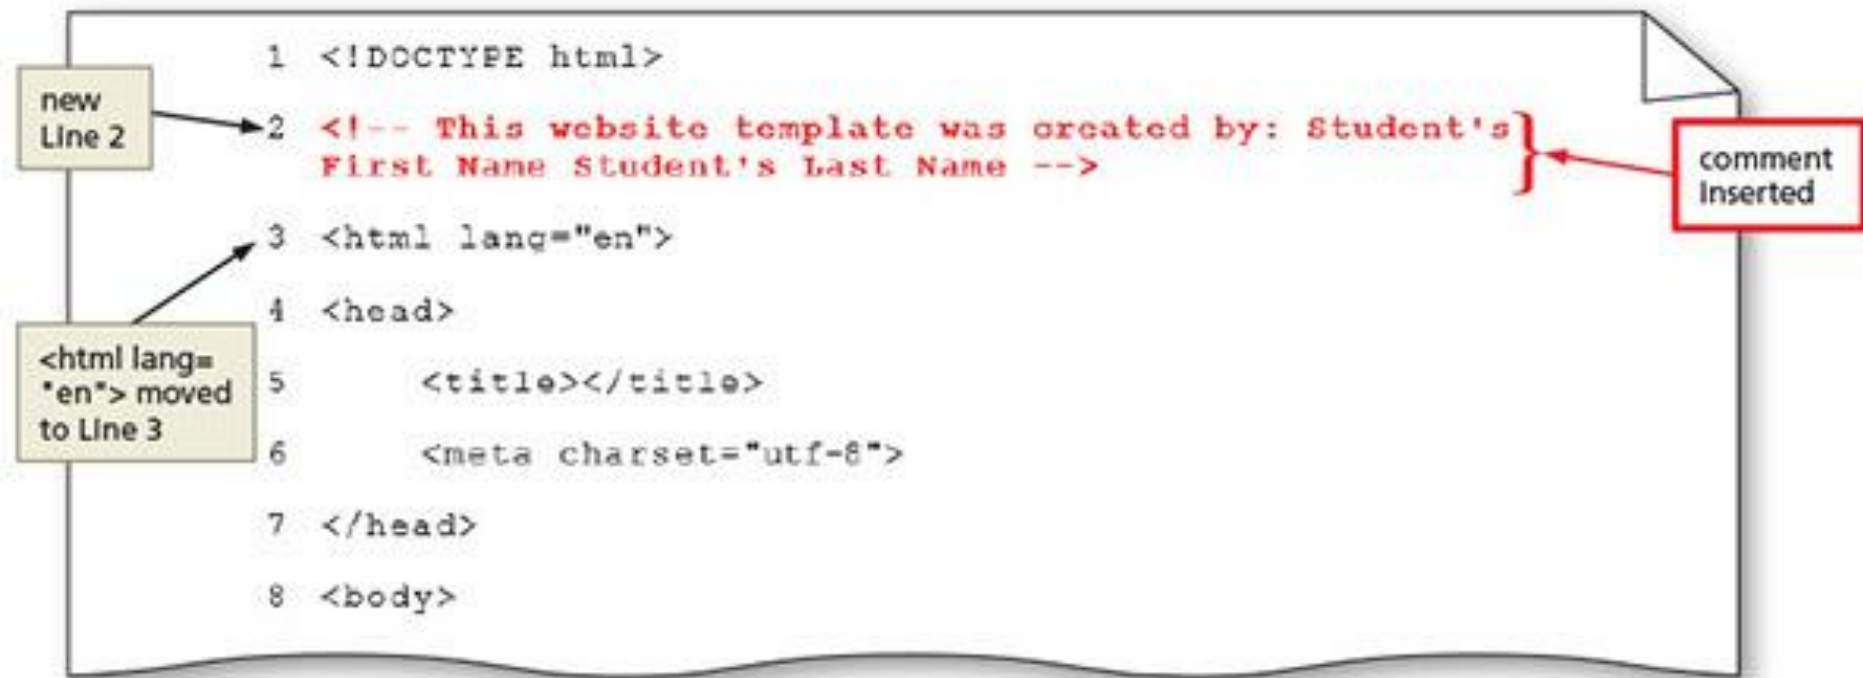 1 <!DOCTYPE html>
new
Line 2
2 <!-- This website template was created by: Student's
First Name Student's Last Name -->
comment
inserted
3 <html lang="en">
4 <head>
<html lang=
"en"> moved
to Line 3
5 <title></title>
6 <meta charset="utf-8">
7 </head>
8 <body>